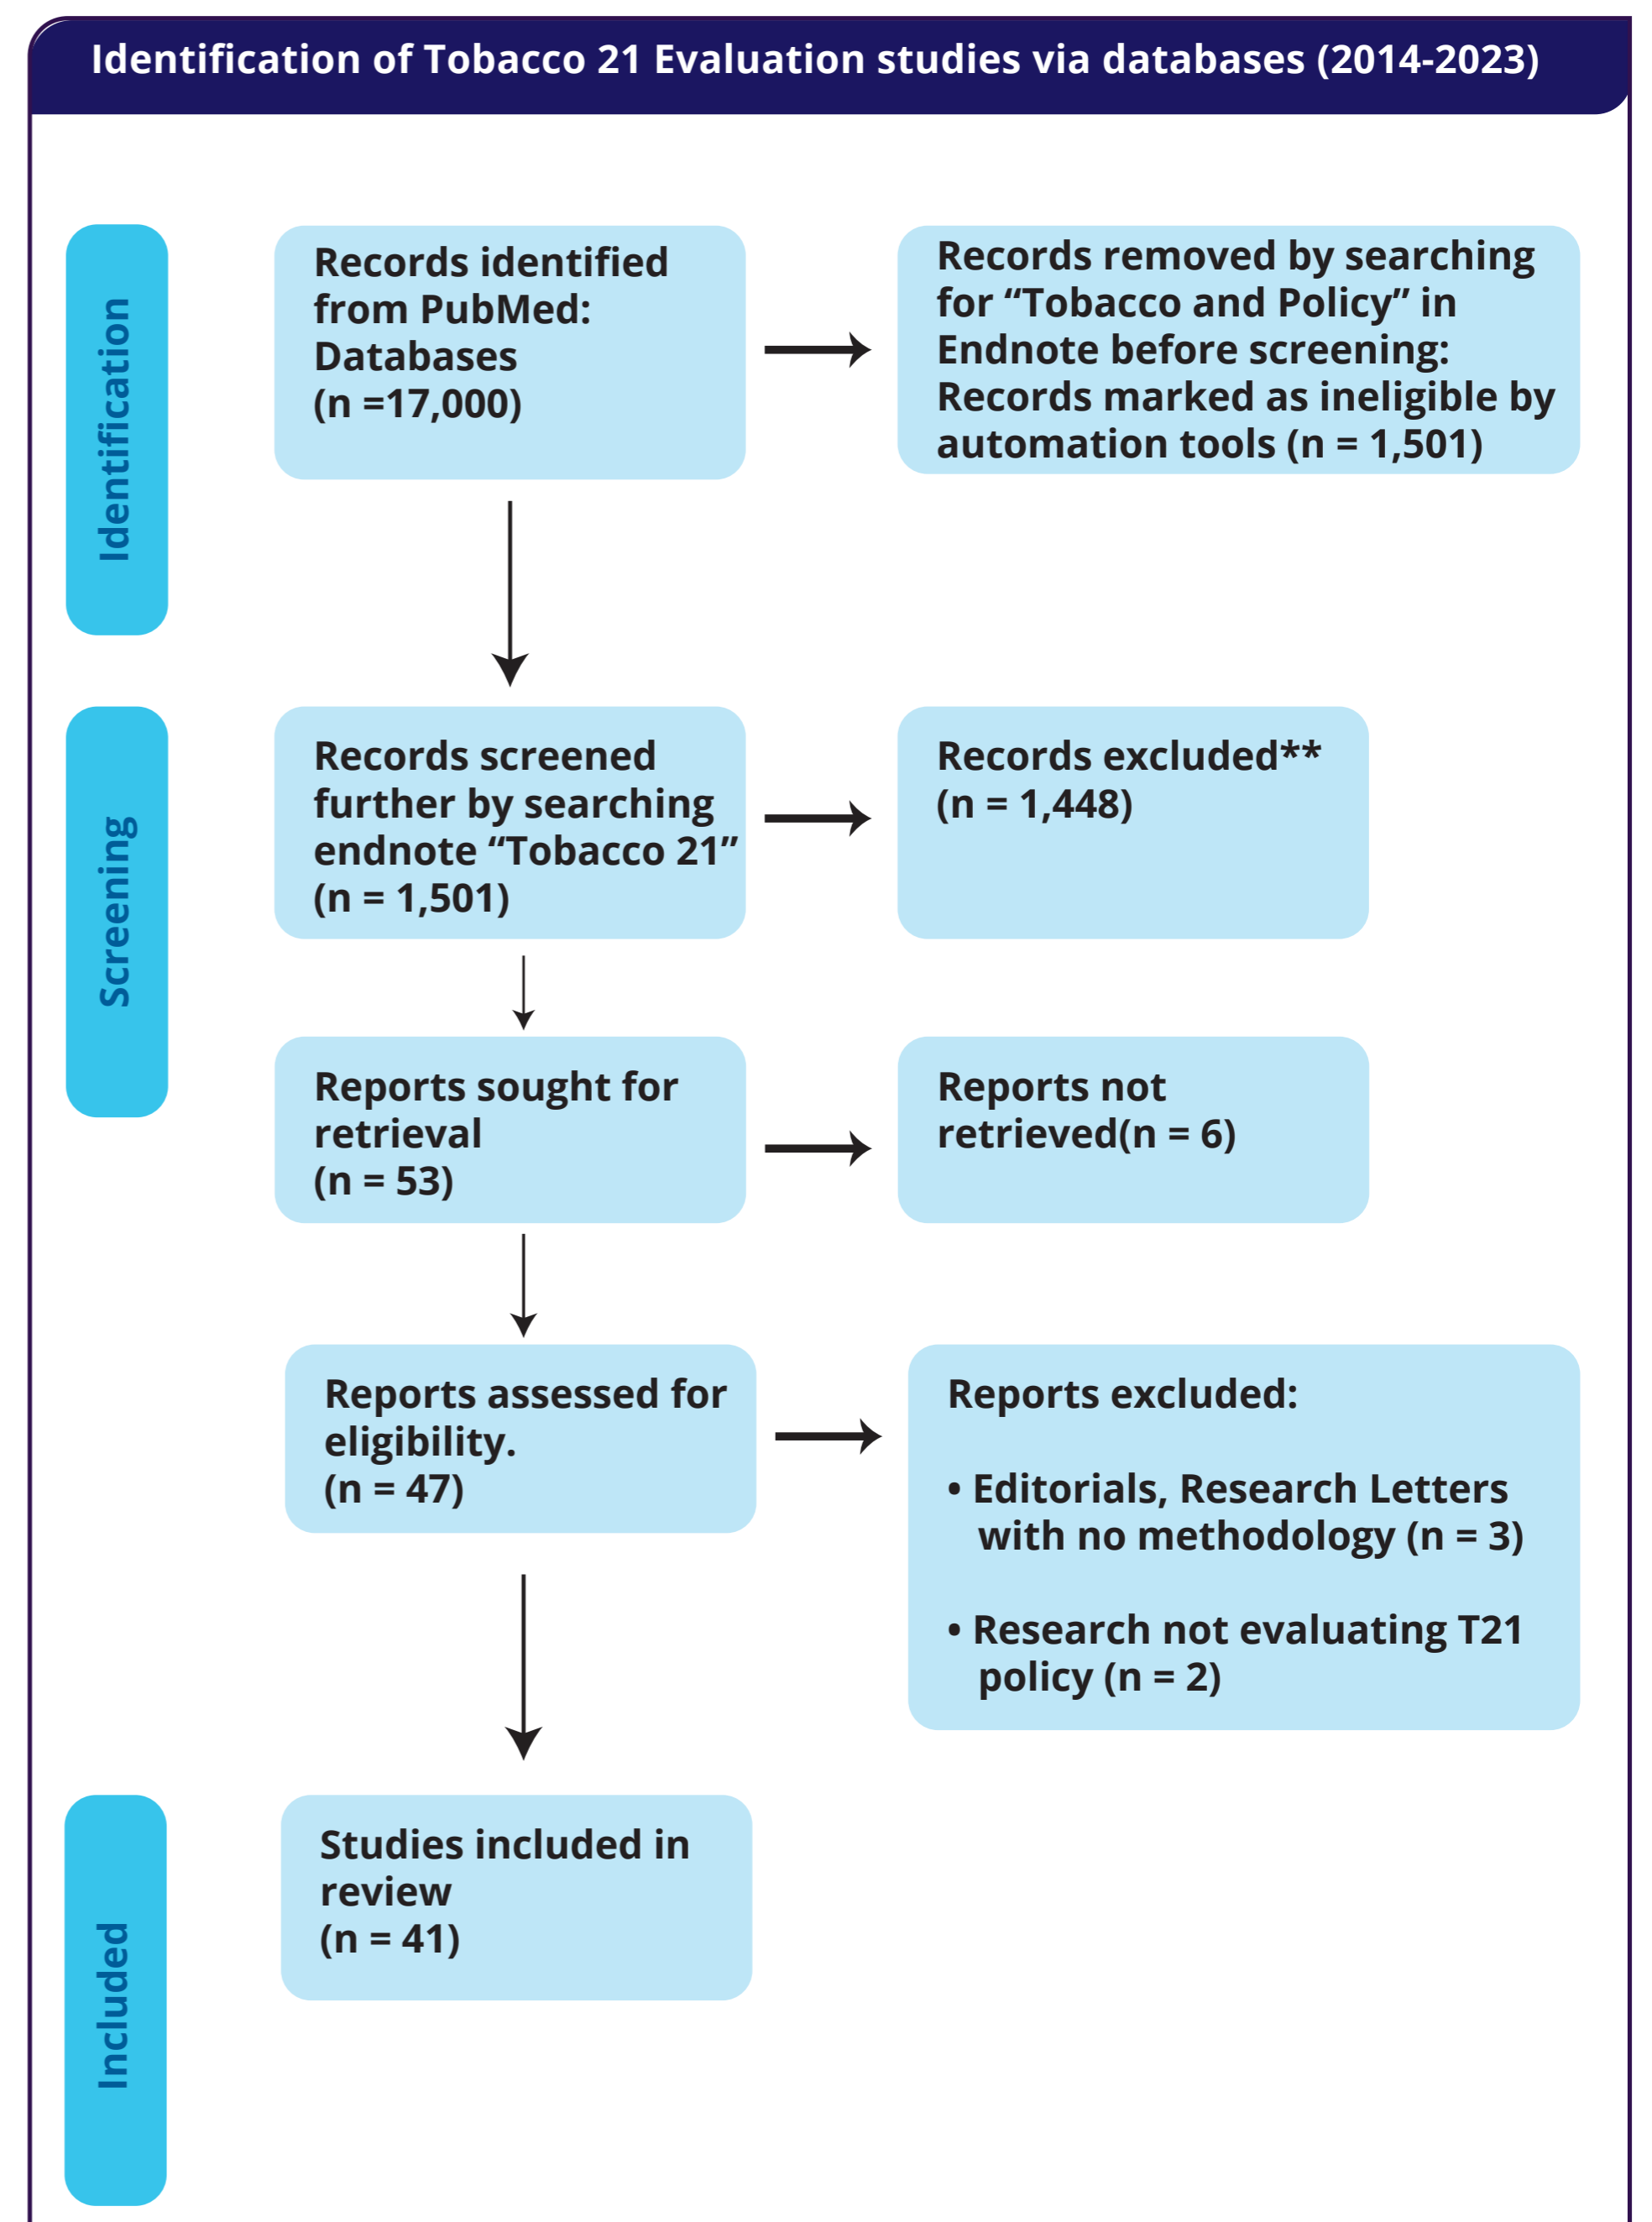 Identification of Tobacco 21 Evaluation studies via databases (2014-2023)
Identification
Records identified
from PubMed:
Databases
(n =17,000)
Records removed by searching
for “Tobacco and Policy” in
Endnote before screening:
Records marked as ineligible by
automation tools (n = 1,501)
Screening
Records screened
further by searching
endnote “Tobacco 21”
(n = 1,501)
Records excluded**
(n = 1,448)
Reports sought for
retrieval
(n = 53)
Reports not
retrieved(n = 6)
Reports assessed for
eligibility.
(n = 47)
Reports excluded:
• Editorials, Research Letters
with no methodology (n = 3)
• Research not evaluating T21
policy (n = 2)
Included
Studies included in
review
(n = 41)